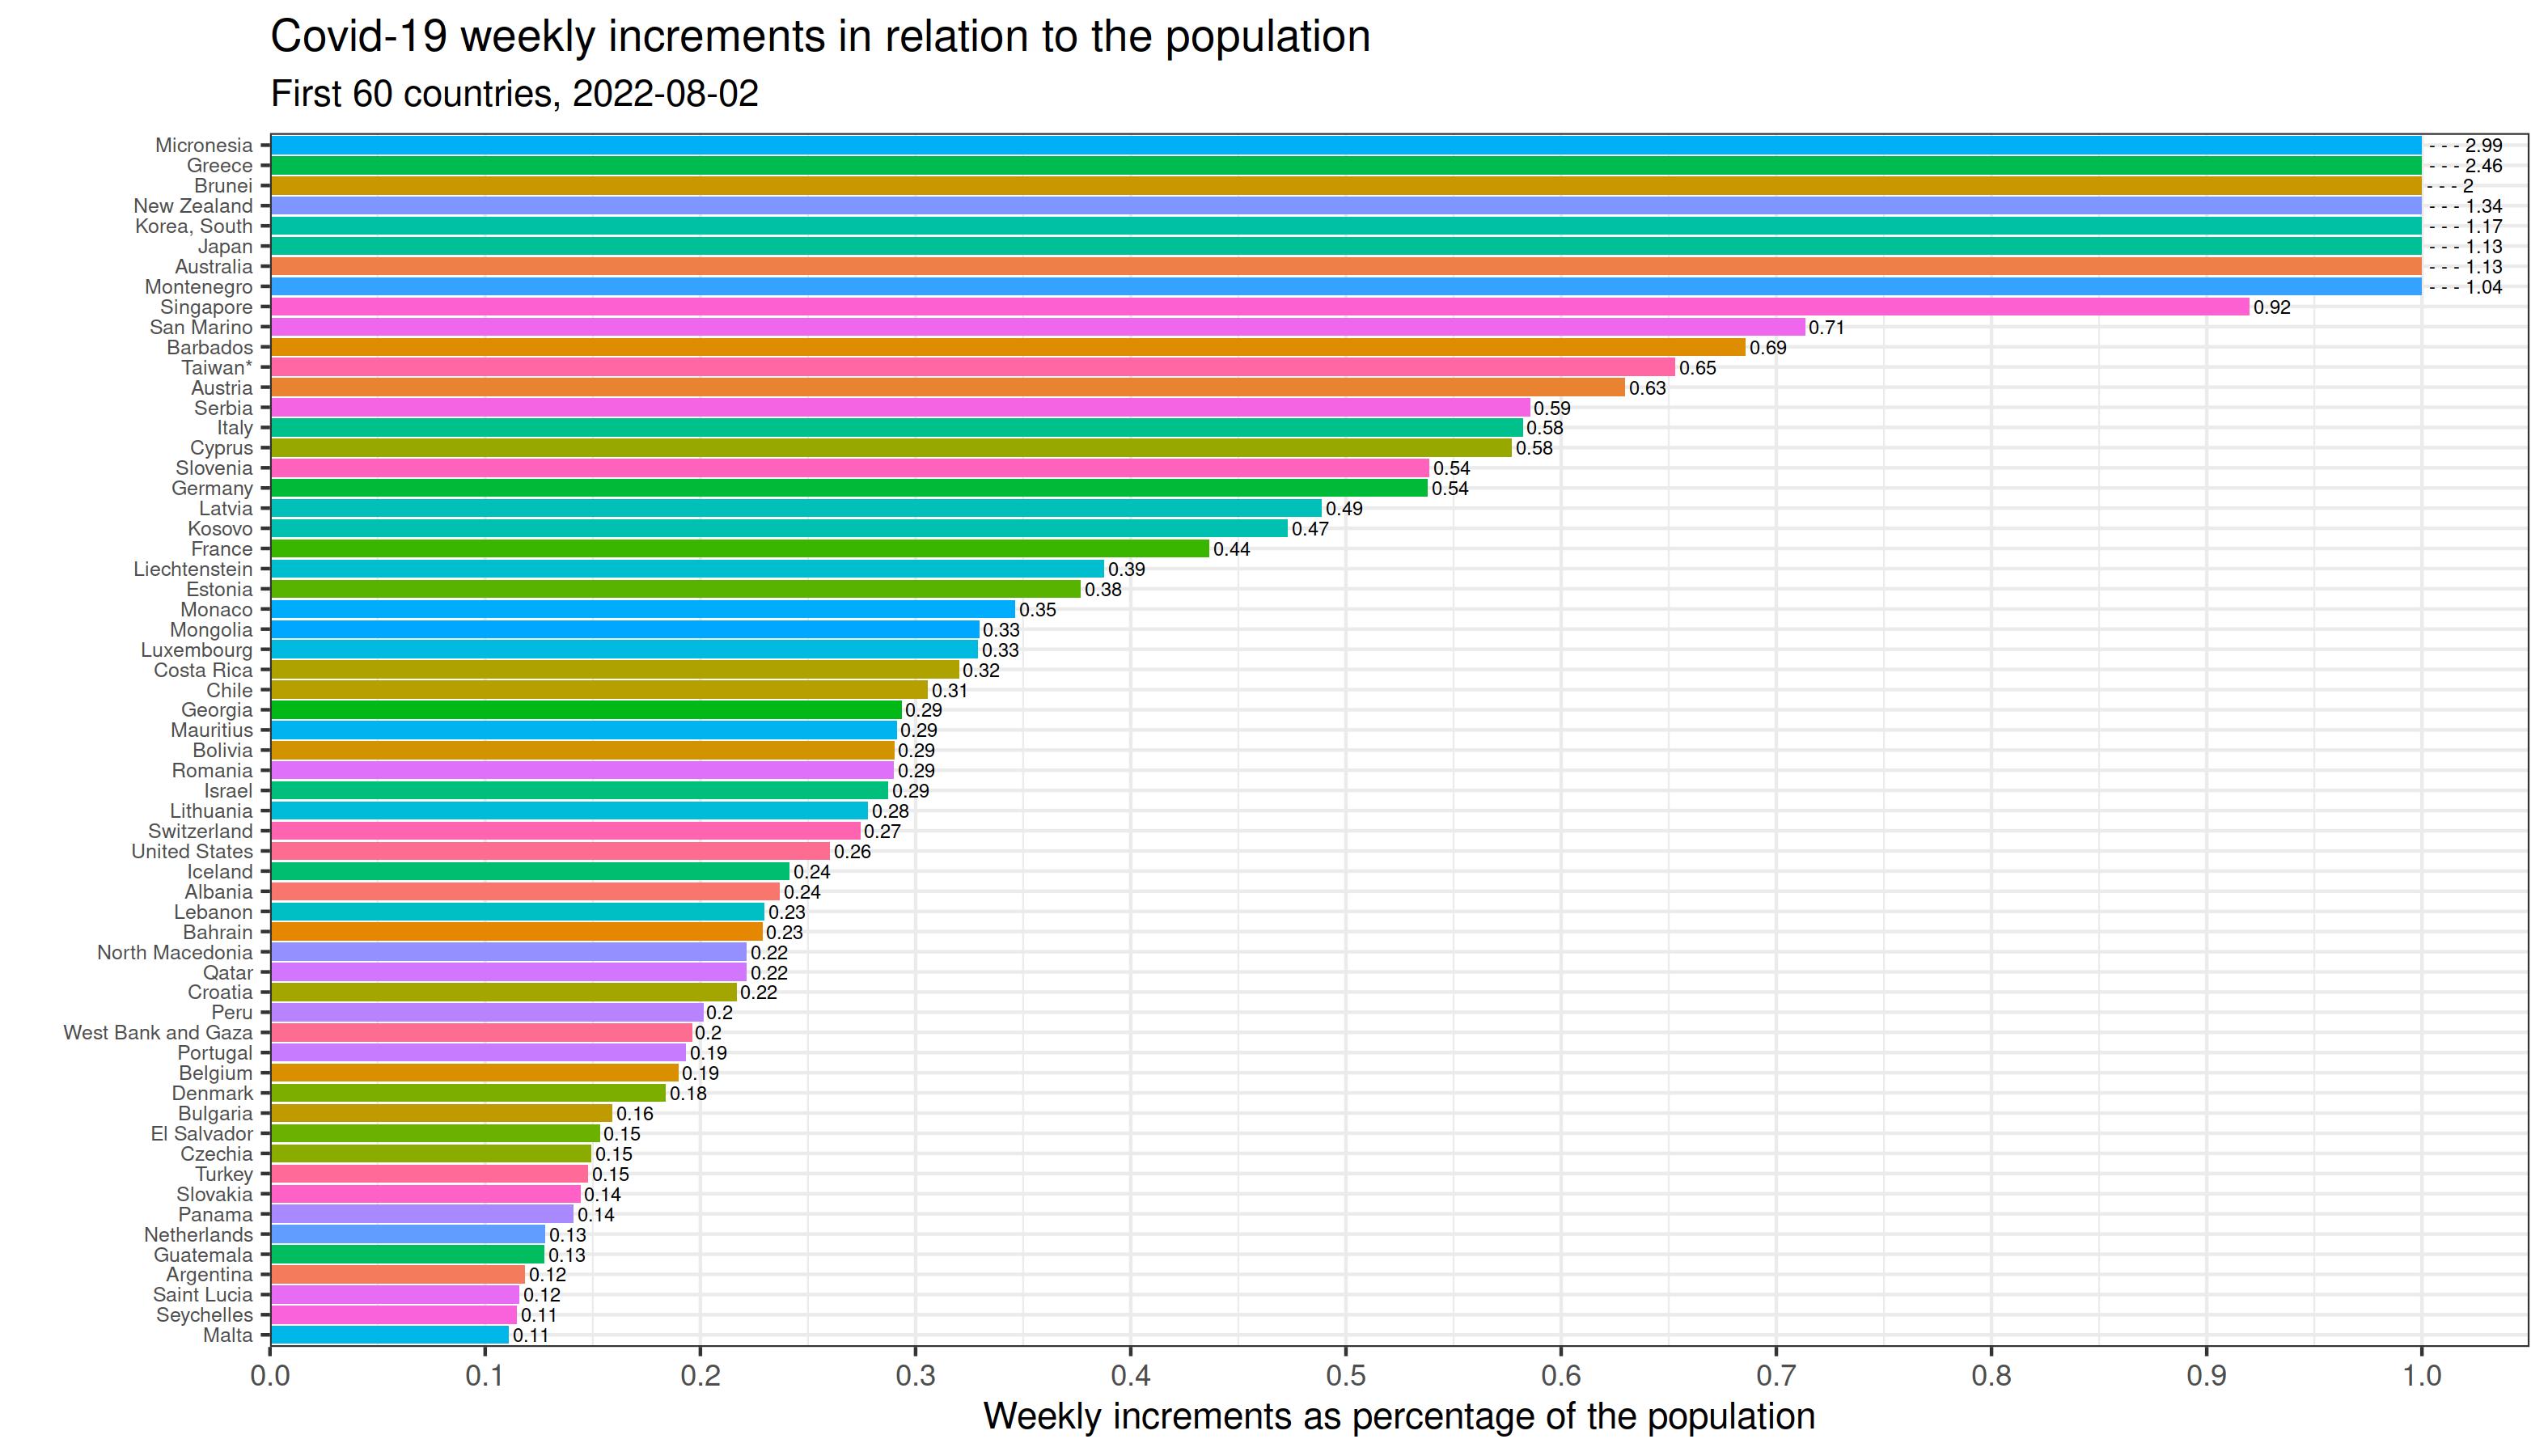 Covid-19 weekly increments in relation to the population
First 60 countries, 2022-08-02
Micronesia - - - 2.99
Greece - - - 2.46
Brunei - - - 2
New Zealand - - - 1.34
Korea, South - - - 1.17
Japan - - - 1.13
Australia - - - 1.13
Montenegro - - - 1.04
Singapore 0.92
San Marino 0.71
Barbados 0.69
Taiwan* 0.65
Austria 0.63
Serbia 0.59
Italy 0.58
Cyprus 0.58
Slovenia 0.54
Germany 0.54
Latvia 0.49
Kosovo 0.47
France 0.44
Liechtenstein 0.39
Estonia 0.38
Monaco 0.35
Mongolia 0.33
Luxembourg 0.33
Costa Rica 0.32
Chile 0.31
Georgia 0.29
Mauritius 0.29
Bolivia 0.29
Romania 0.29
Israel 0.29
Lithuania 0.28
Switzerland 0.27
United States 0.26
Iceland 0.24
Albania 0.24
Lebanon 0.23
Bahrain 0.23
North Macedonia 0.22
Qatar 0.22
Croatia 0.22
Peru 0.2
West Bank and Gaza 0.2
Portugal 0.19
Belgium 0.19
Denmark 0.18
Bulgaria 0.16
El Salvador 0.15
Czechia 0.15
Turkey 0.15
Slovakia 0.14
Panama 0.14
Netherlands 0.13
Guatemala 0.13
Argentina 0.12
Saint Lucia 0.12
Seychelles 0.11
Malta 0.11
0.0 0.1 0.2 0.3 0.4 0.5 0.6 0.7 0.8 0.9 1.0
Weekly increments as percentage of the population